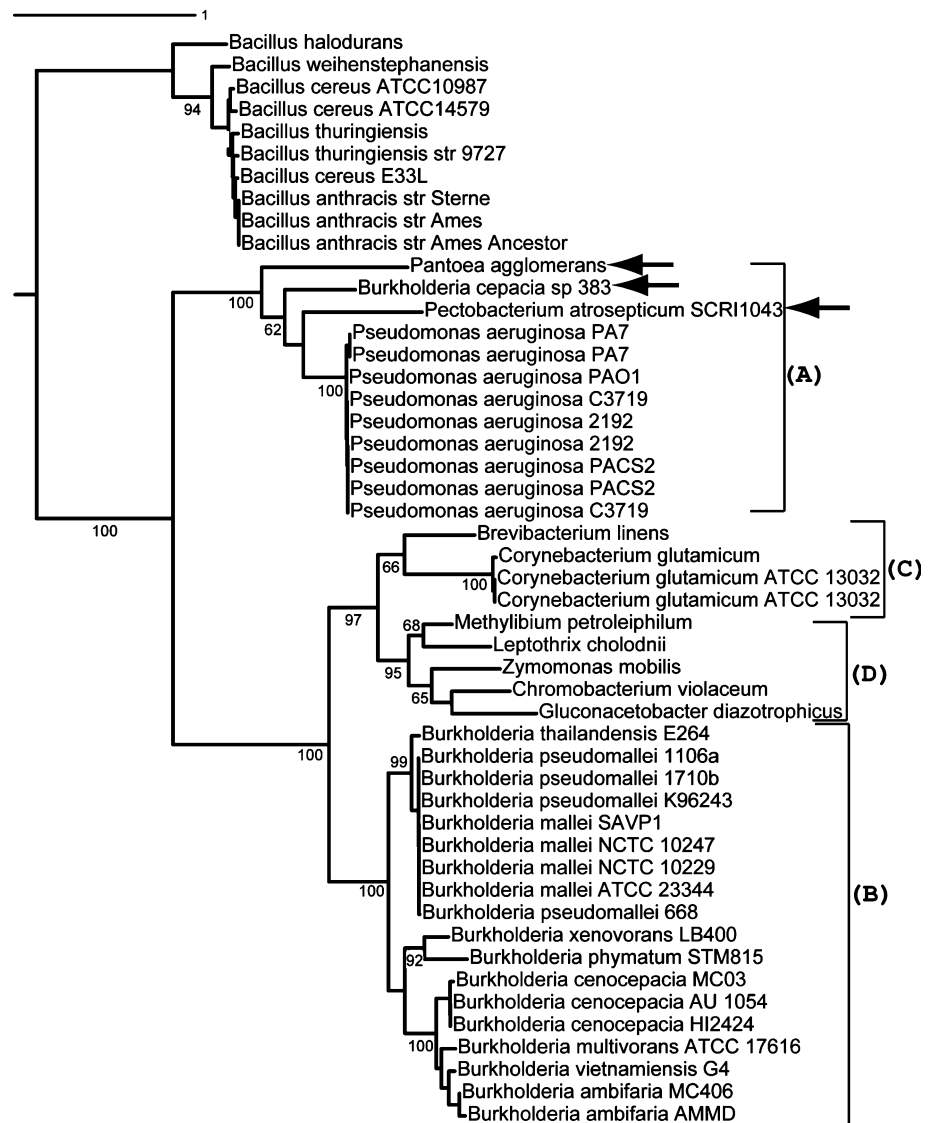 1
Bacillus halodurans
Bacillus weihenstephanensis
Bacillus cereus ATCC10987
94
Bacillus cereus ATCC14579
Bacillus thuringiensis
Bacillus thuringiensis str 9727
Bacillus cereus E33L
Bacillus anthracis str Sterne
Bacillus anthracis str Ames
Bacillus anthracis str Ames Ancestor
Pantoea agglomerans
100
Burkholderia cepacia sp 383
Pectobacterium atrosepticum SCRI1043
62
Pseudomonas aeruginosa PA7
Pseudomonas aeruginosa PA7
Pseudomonas aeruginosa PAO1
(A)
100
Pseudomonas aeruginosa C3719
Pseudomonas aeruginosa 2192
Pseudomonas aeruginosa 2192
Pseudomonas aeruginosa PACS2
Pseudomonas aeruginosa PACS2
Pseudomonas aeruginosa C3719
100
Brevibacterium linens
Corynebacterium glutamicum
66
(C)
Corynebacterium glutamicum ATCC 13032
100
Corynebacterium glutamicum ATCC 13032
97
Methylibium petroleiphilum
68
Leptothrix cholodnii
Zymomonas mobilis
95
(D)
Chromobacterium violaceum
65
Gluconacetobacter diazotrophicus
Burkholderia thailandensis E264
100
Burkholderia pseudomallei 1106a
99
Burkholderia pseudomallei 1710b
Burkholderia pseudomallei K96243
Burkholderia mallei SAVP1
Burkholderia mallei NCTC 10247
Burkholderia mallei NCTC 10229
Burkholderia mallei ATCC 23344
100
(B)
Burkholderia pseudomallei 668
Burkholderia xenovorans LB400
Burkholderia phymatum STM815
92
Burkholderia cenocepacia MC03
Burkholderia cenocepacia AU 1054
Burkholderia cenocepacia HI2424
100
Burkholderia multivorans ATCC 17616
Burkholderia vietnamiensis G4
Burkholderia ambifaria MC406
Burkholderia ambifaria AMMD